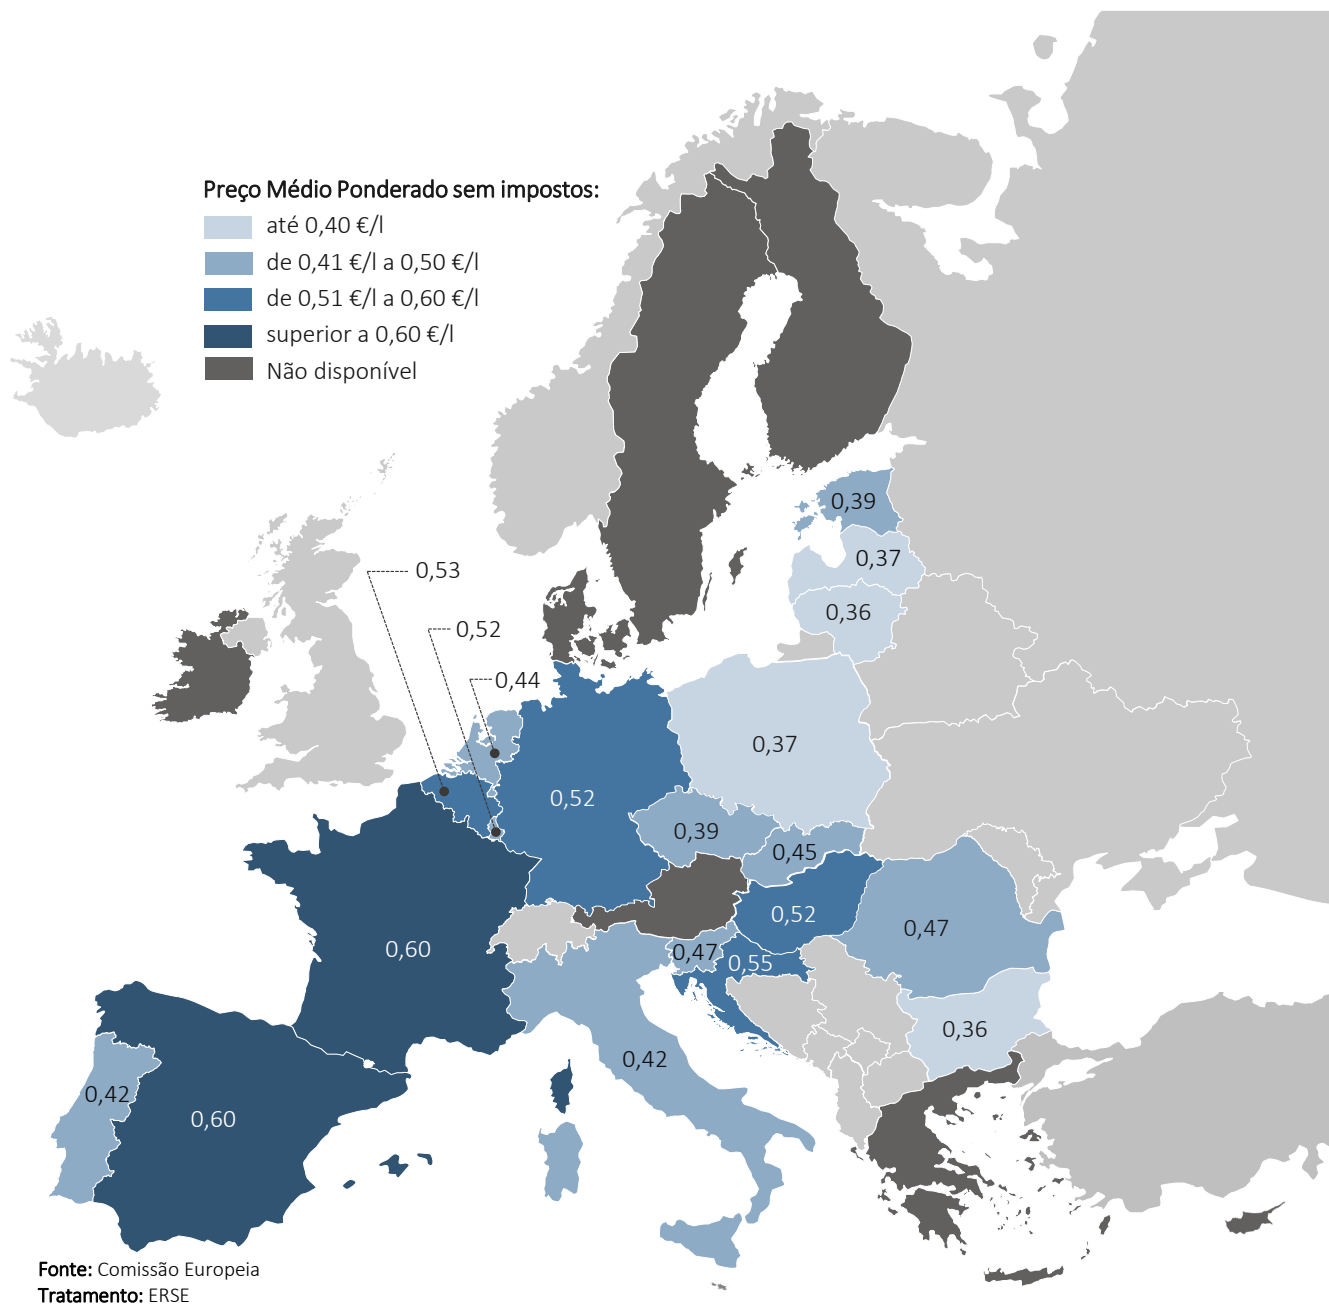 Preço Médio Ponderado sem impostos:
até 0,40 €/l
de 0,41 €/l a 0,50 €/l
de 0,51 €/l a 0,60 €/l
superior a 0,60 €/l
Não disponível
0,39
0,37
0,53
0,36
0,52
0,44
0,37
0,52
0,39
0,45
0,52
0,47
0,60
0,47
0,55
0,36
0,42
0,42
0,60
Fonte: Comissão Europeia
Tratamento: ERSE